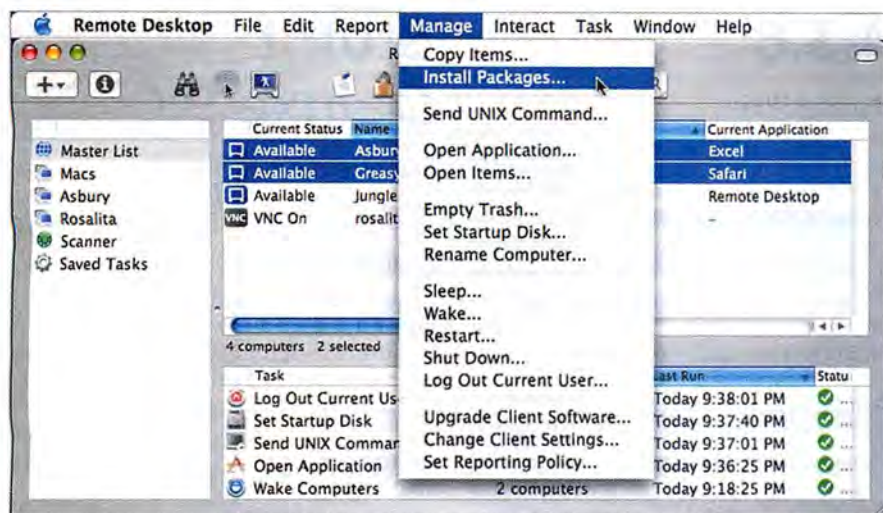 Remote Desktop File Edit Report Manage Interact Task Window Help
R
Copy Items...
Install Packages...
Send UNIX Command...
Open Application...
Open Items...
Empty Trash...
Set Startup Disk...
Rename Computer...
Sleep...
Wake...
Restart...
Shut Down...
Log Out Current User...
Upgrade Client Software...
Change Client Settings...
Set Reporting Policy...
Master List
Macs
Asbury
Rosalita
Scanner
Saved Tasks
Current Status Name Current Application
Available Asbury Excel
Available Greasy Safari
Available Jungle Remote Desktop
VNC VNC On rosalit -
4 computers 2 selected
Task Last Run Statu
Log Out Current Us Today 9:38:01 PM ...
Set Startup Disk Today 9:37:40 PM ...
Send UNIX Comman Today 9:37:01 PM ...
Open Application Today 9:36:25 PM ...
Wake Computers 2 computers Today 9:18:25 PM ...